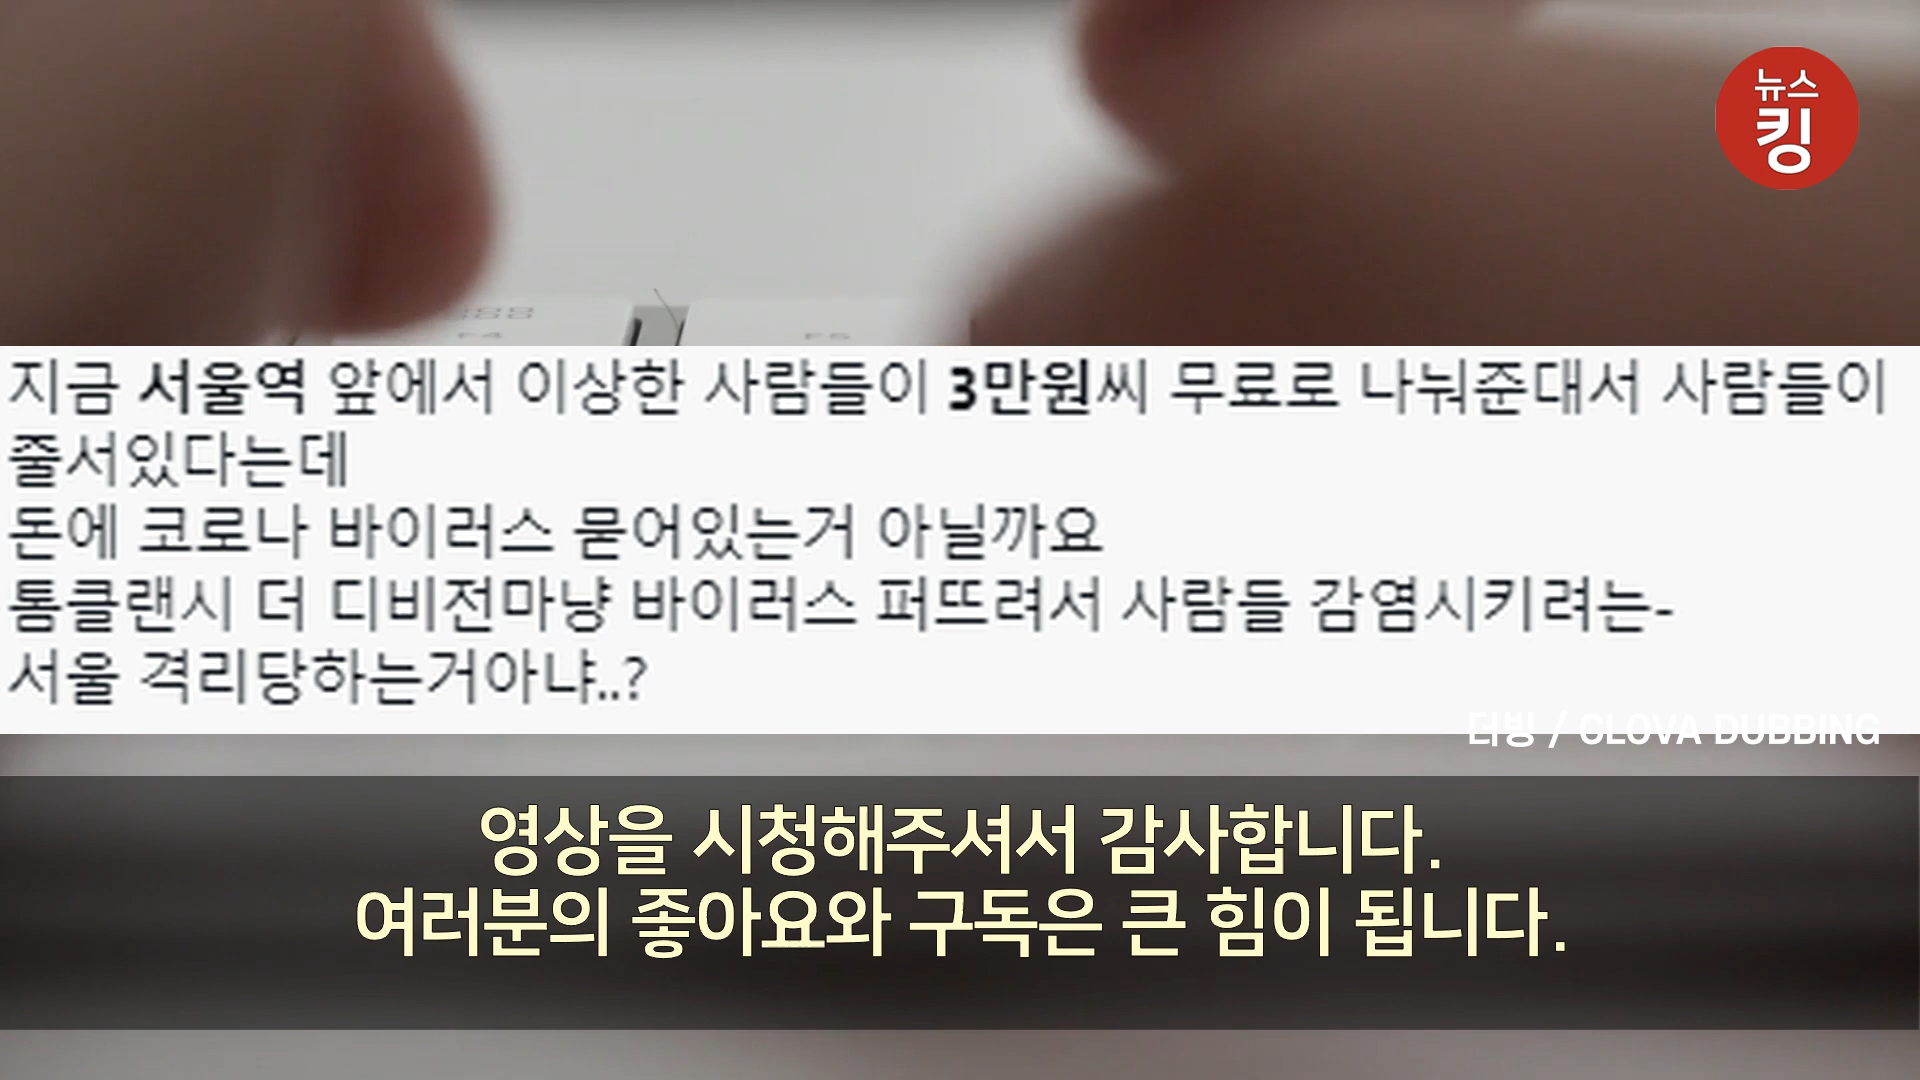 뉴스
킹
지금 서울역 앞에서 이상한 사람들이 3만원씨 무료로 나눠준대서 사람들이
줄서있다는데
돈에 코로나 바이러스 묻어있는거 아닐까요
톰클랜시 더 디비전마냥 바이러스 퍼뜨려서 사람들 감염시키려는-
서울 격리당하는거아냐..?
더빙 / CLOVA DUBBING
영상을 시청해주셔서 감사합니다.
여러분의 좋아요와 구독은 큰 힘이 됩니다.